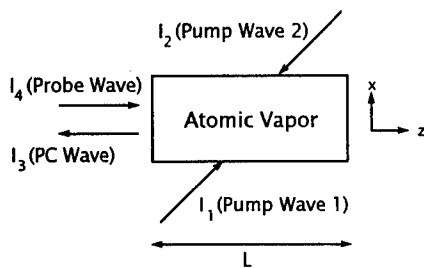 I2 (Pump Wave 2)
I4 (Probe Wave)
x
Atomic Vapor
z
I3 (PC Wave)
I1 (Pump Wave 1)
L